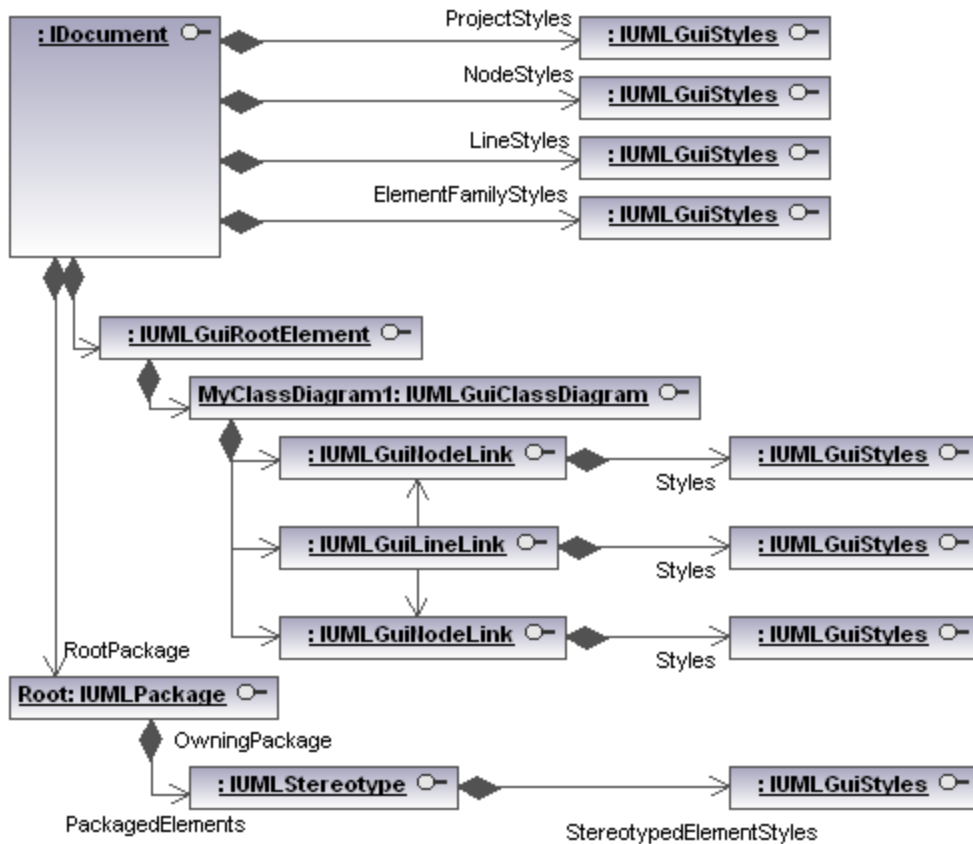 : IDocument
ProjectStyles
: IUMLGuiStyles
NodeStyles
: IUMLGuiStyles
LineStyles
: IUMLGuiStyles
ElementFamilyStyles
: IUMLGuiStyles
: IUMLGuiRootElement
MyClassDiagram1: IUMLGuiClassDiagram
: IUMLGuiNodeLink
Styles
: IUMLGuiStyles
: IUMLGuiLineLink
Styles
: IUMLGuiStyles
: IUMLGuiNodeLink
Styles
: IUMLGuiStyles
RootPackage
Root: IUMLPackage
OwningPackage
: IUMLStereotype
PackagedElements
: IUMLGuiStyles
StereotypedElementStyles